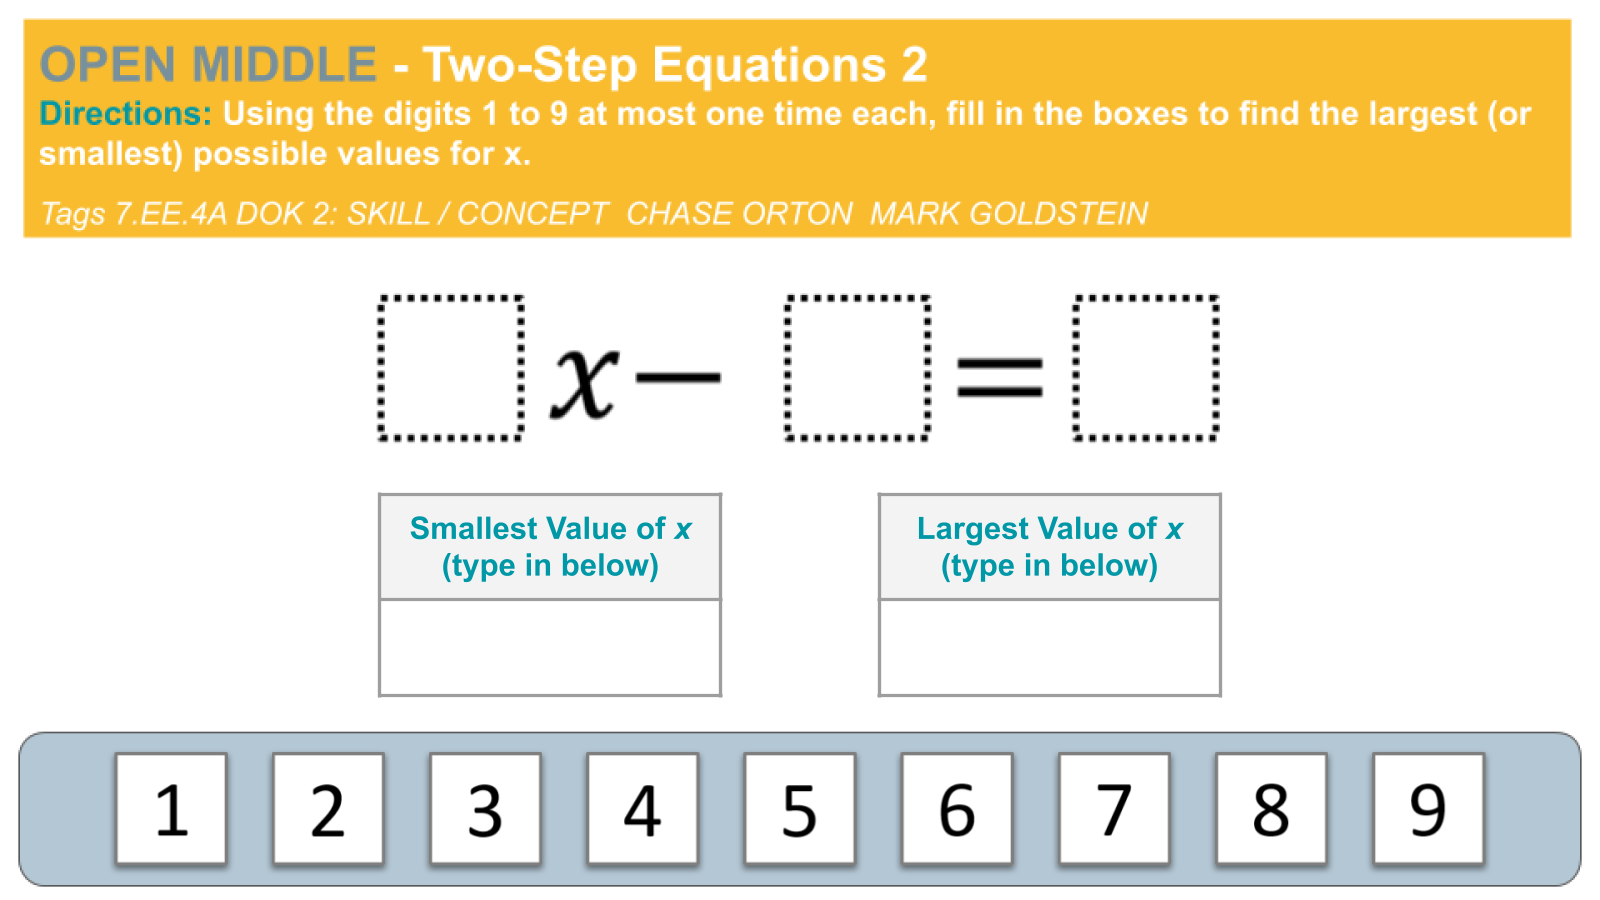 OPEN MIDDLE - Two-Step Equations 2
Directions: Using the digits 1 to 9 at most one time each, fill in the boxes to find the largest (or
smallest) possible values for x.
Tags 7.EE.4A DOK 2: SKILL / CONCEPT CHASE ORTON MARK GOLDSTEIN
x − =
Smallest Value of x
(type in below)
Largest Value of x
(type in below)
1 2 3 4 5 6 7 8 9